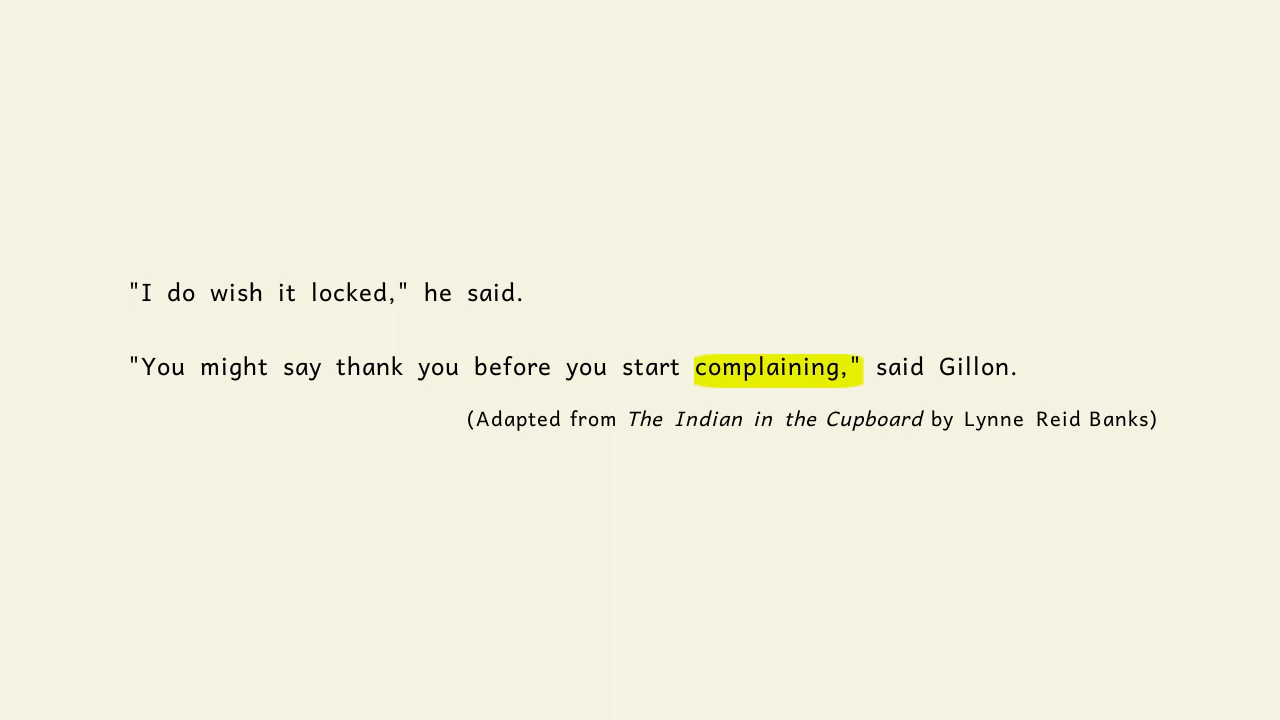 "I do wish it locked," he said.
"You might say thank you before you start complaining," said Gillon.
(Adapted from The Indian in the Cupboard by Lynne Reid Banks)